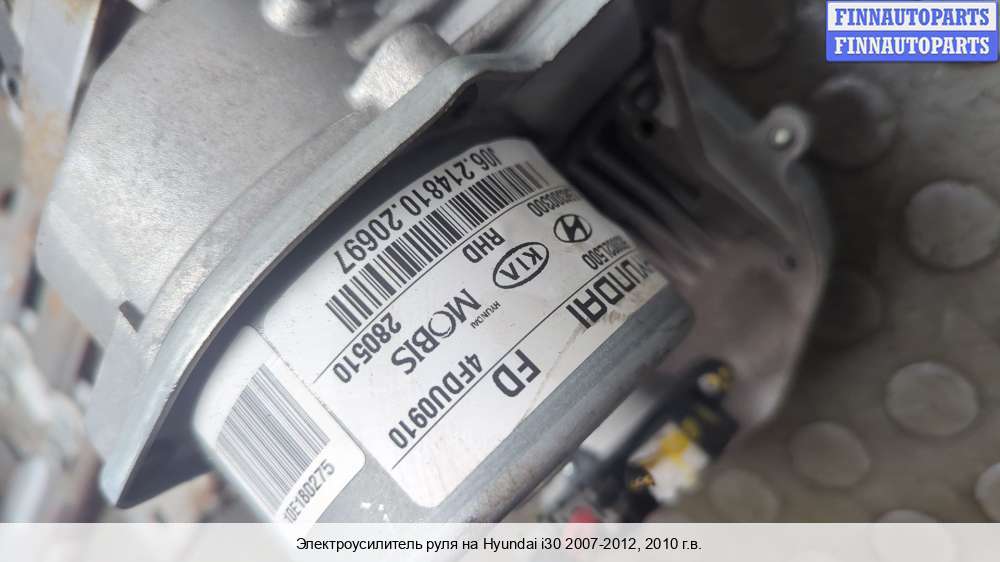 FINNAUTOPARTS
FINNAUTOPARTS
HYUNDAI
FD
4FDU0910
KIA
RHD
HYUNDAI
MOBIS
280510
J06.214810.20697
10E180275
Электроусилитель руля на Hyundai i30 2007-2012, 2010 г.в.